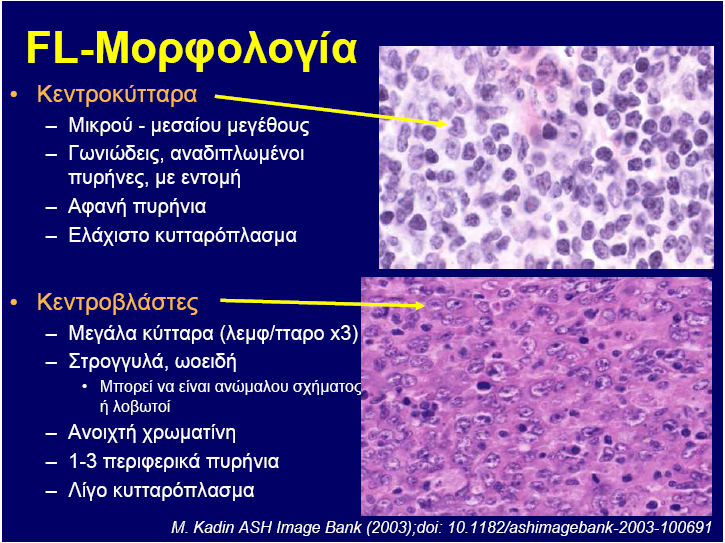 FL-Μορφολογία
• Κεντροκύτταρα
– Μικρού - μεσαίου μεγέθους
– Γωνιώδεις, αναδιπλωμένοι
πυρήνες, με εντομή
– Αφανή πυρήνια
– Ελάχιστο κυτταρόπλασμα
• Κεντροβλάστες
– Μεγάλα κύτταρα (λεμφ/τταρο x3)
– Στρογγυλά, ωοειδή
• Μπορεί να είναι ανώμαλου σχήματος
ή λοβωτοί
– Ανοιχτή χρωματίνη
– 1-3 περιφερικά πυρήνια
– Λίγο κυτταρόπλασμα
M. Kadin ASH Image Bank (2003);doi: 10.1182/ashimagebank-2003-100691